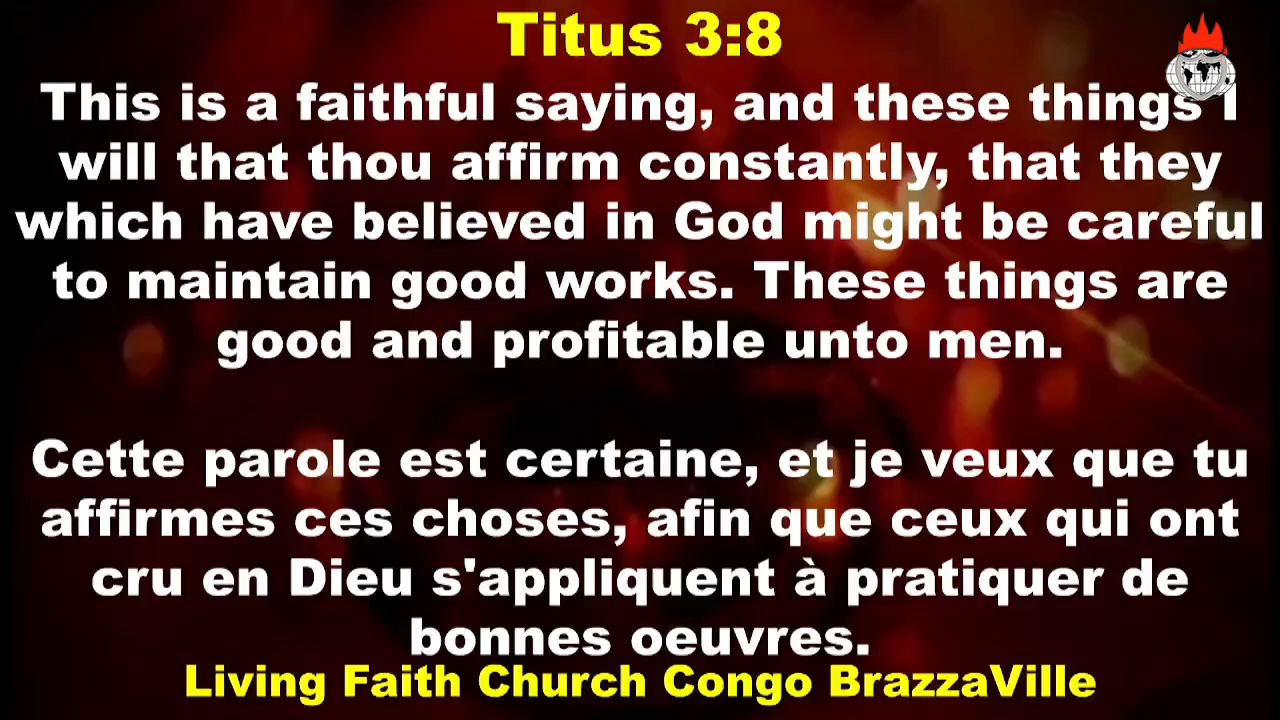 Titus 3:8
This is a faithful saying, and these things I
will that thou affirm constantly, that they
which have believed in God might be careful
to maintain good works. These things are
good and profitable unto men.
Cette parole est certaine, et je veux que tu
affirmes ces choses, afin que ceux qui ont
cru en Dieu s'appliquent à pratiquer de
bonnes oeuvres.
Living Faith Church Congo BrazzaVille